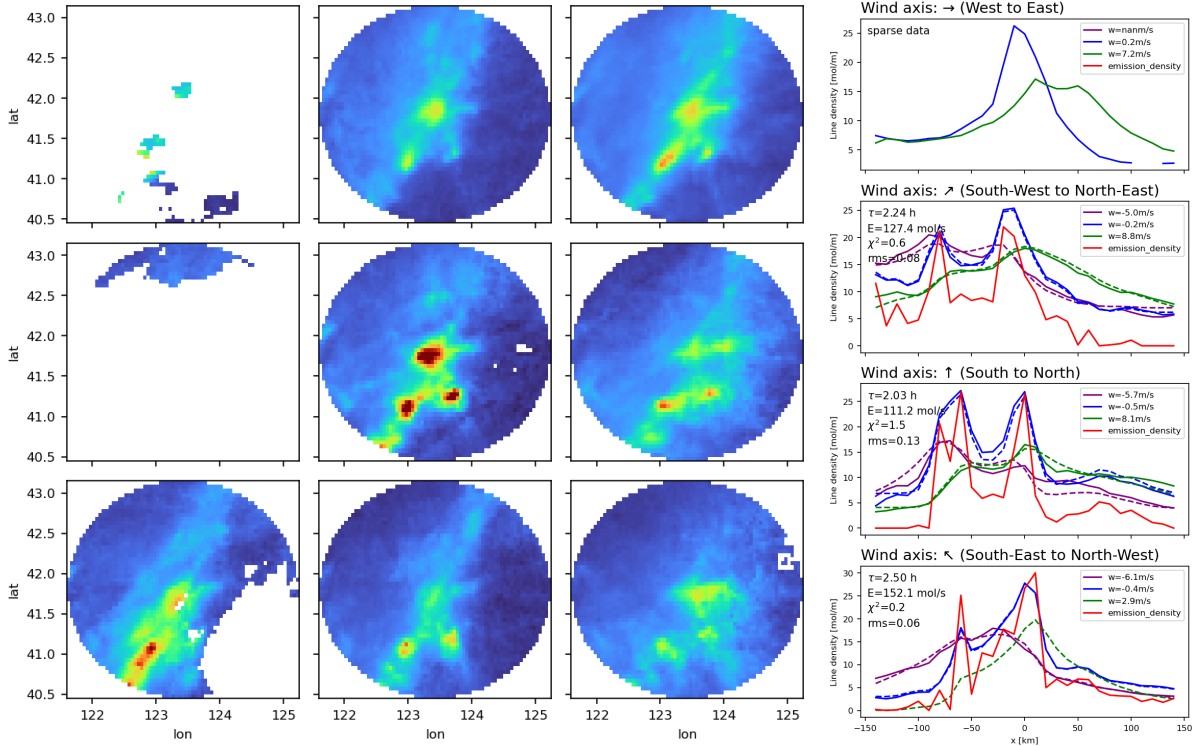 43.0
42.5
42.0
41.5
41.0
40.5
lat
43.0
42.5
42.0
41.5
41.0
40.5
lat
43.0
42.5
42.0
41.5
41.0
40.5
lat
122 123 124 125
lon
122 123 124 125
lon
122 123 124 125
lon
Wind axis: → (West to East)
sparse data
w=nanm/s
w=0.2m/s
w=7.2m/s
emission_density
25
20
15
10
5
Line density [mol/m]
Wind axis: ↗ (South-West to North-East)
τ=2.24 h
E=127.4 mol/s
χ²=0.6
rms=0.08
w=-5.0m/s
w=-0.2m/s
w=8.8m/s
emission_density
25
20
15
10
5
0
Line density [mol/m]
Wind axis: ↑ (South to North)
τ=2.03 h
E=111.2 mol/s
χ²=1.5
rms=0.13
w=-5.7m/s
w=-0.5m/s
w=8.1m/s
emission_density
25
20
15
10
5
0
Line density [mol/m]
Wind axis: ↖ (South-East to North-West)
τ=2.50 h
E=152.1 mol/s
χ²=0.2
rms=0.06
w=-6.1m/s
w=-0.4m/s
w=2.9m/s
emission_density
30
25
20
15
10
5
0
Line density [mol/m]
−150 −100 −50 0 50 100 150
x [km]